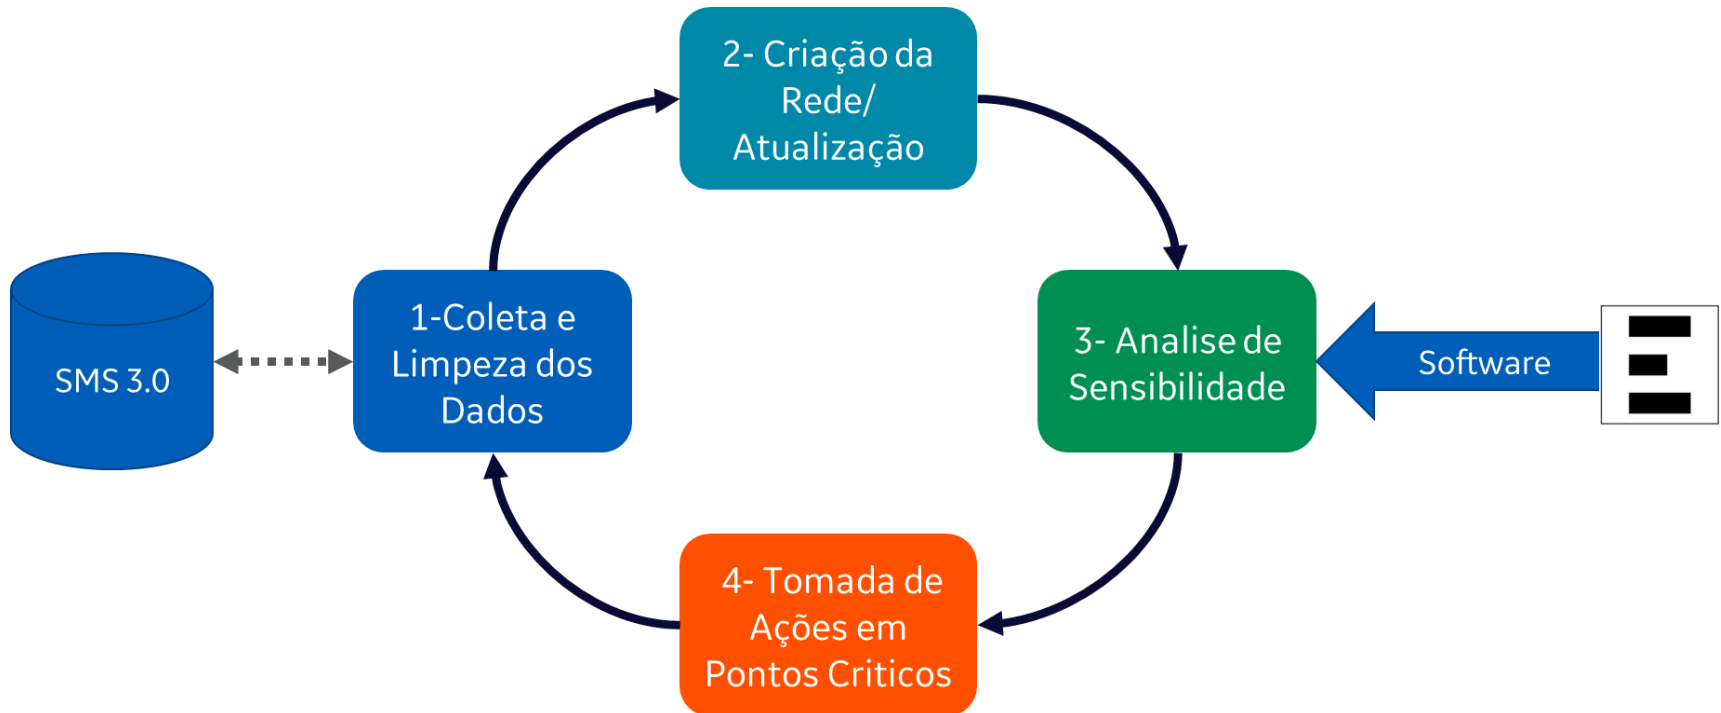 2- Criação da
Rede/
Atualização
SMS 3.0
1-Coleta e
Limpeza dos
Dados
3- Analise de
Sensibilidade
Software
4- Tomada de
Ações em
Pontos Criticos